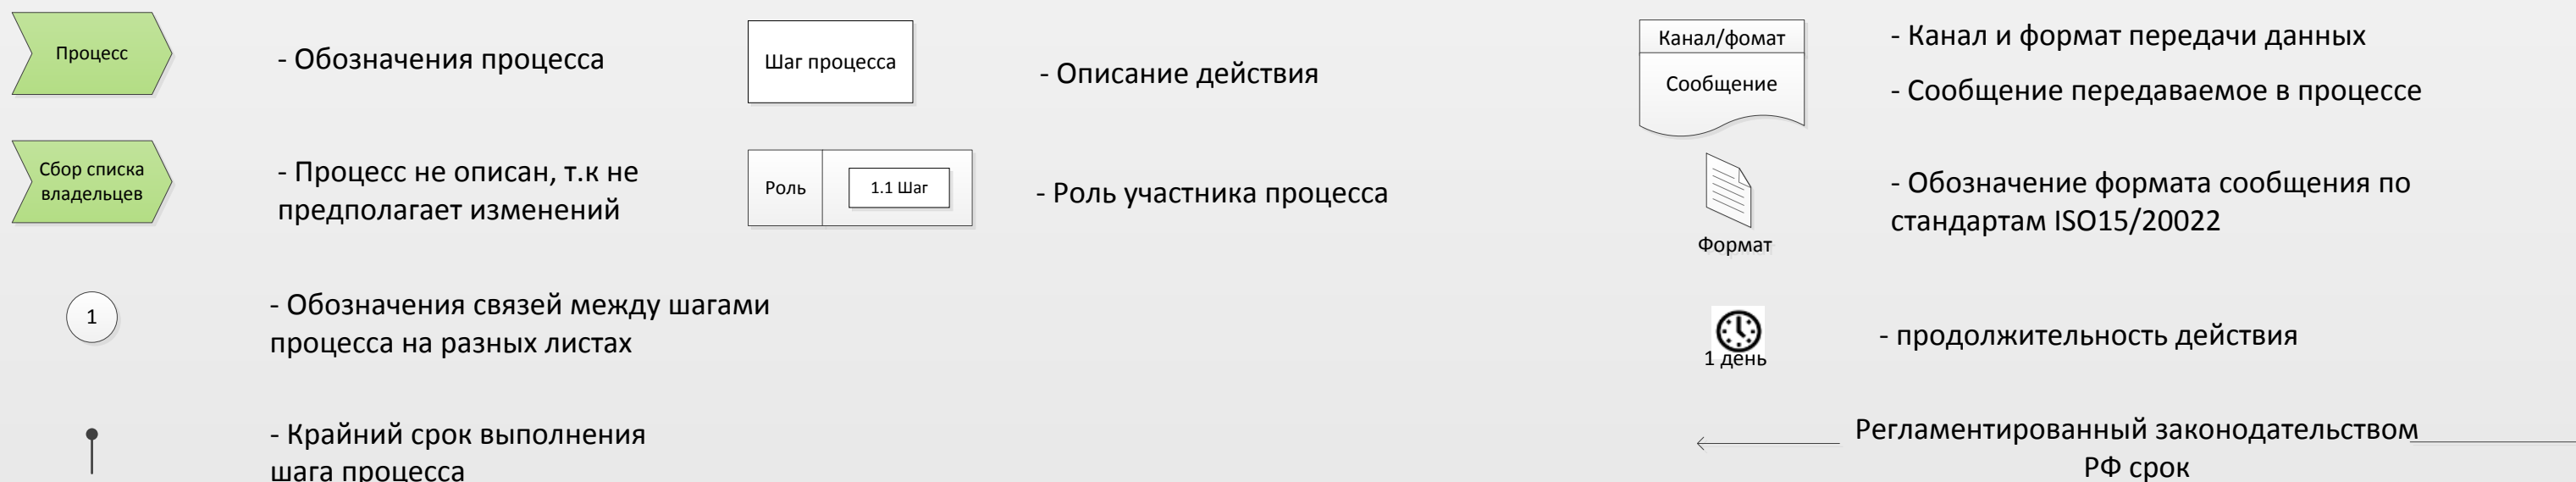 Процесс
- Обозначения процесса
Шаг процесса
- Описание действия
Канал/фомат
Сообщение
- Канал и формат передачи данных
- Сообщение передаваемое в процессе
Сбор списка
владельцев
- Процесс не описан, т.к не
предполагает изменений
Роль
1.1 Шаг
- Роль участника процесса
Формат
- Обозначение формата сообщения по
стандартам ISO15/20022
1
- Обозначения связей между шагами
процесса на разных листах
1 день
- продолжительность действия
- Крайний срок выполнения
шага процесса
Регламентированный законодательством
РФ срок